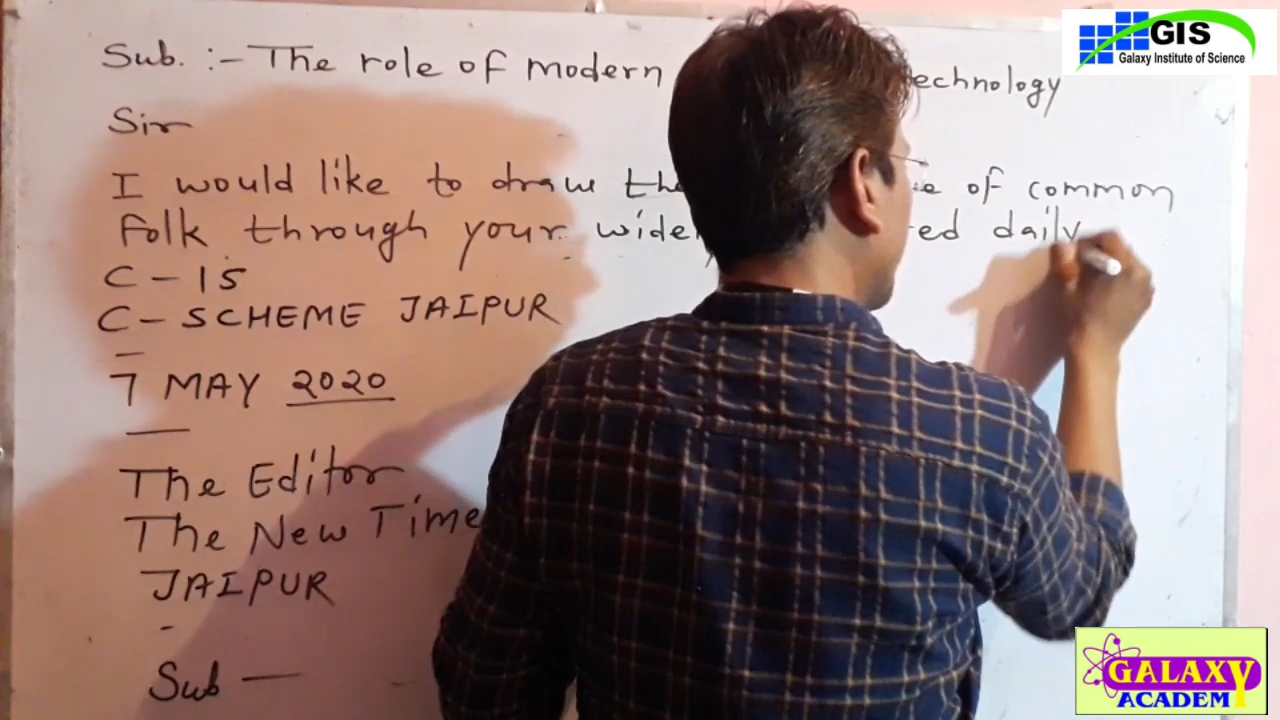 Sub. :- The role of modern echnology
Sir
I would like to draw the of common
folk through your widel ed daily
C-15
C-SCHEME JAIPUR
7 MAY 2020
The Editor
The New Time
JAIPUR
Sub —
GIS
Galaxy Institute of Science
GALAXY
ACADEM